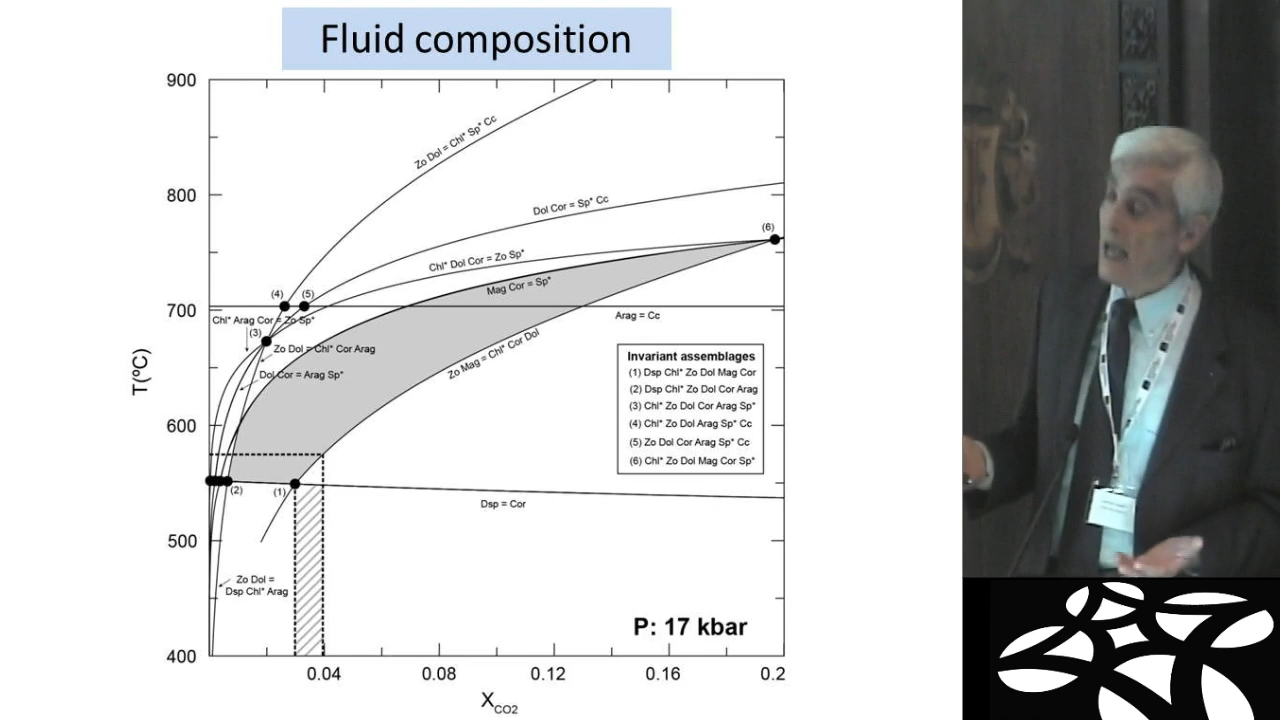 Fluid composition
900
800
700
600
500
400
T(ºC)
0.04
0.08
0.12
0.16
0.2
X_CO2
Zo Dol = Chl* Sp* Cc
Dol Cor = Sp* Cc
(6)
Chl* Dol Cor = Zo Sp*
Mag Cor = Sp*
(4)
(5)
Arag = Cc
Chl* Arag Cor = Zo Sp*
(3)
Zo Dol = Chl* Cor Arag
Dol Cor = Arag Sp*
Zo Mag = Chl* Cor Dol
Invariant assemblages
(1) Dsp Chl* Zo Dol Mag Cor
(2) Dsp Chl* Zo Dol Cor Arag
(3) Chl* Zo Dol Cor Arag Sp*
(4) Chl* Zo Dol Arag Sp* Cc
(5) Zo Dol Cor Arag Sp* Cc
(6) Chl* Zo Dol Mag Cor Sp*
(2)
(1)
Dsp = Cor
Zo Dol =
Dsp Chl* Arag
P: 17 kbar